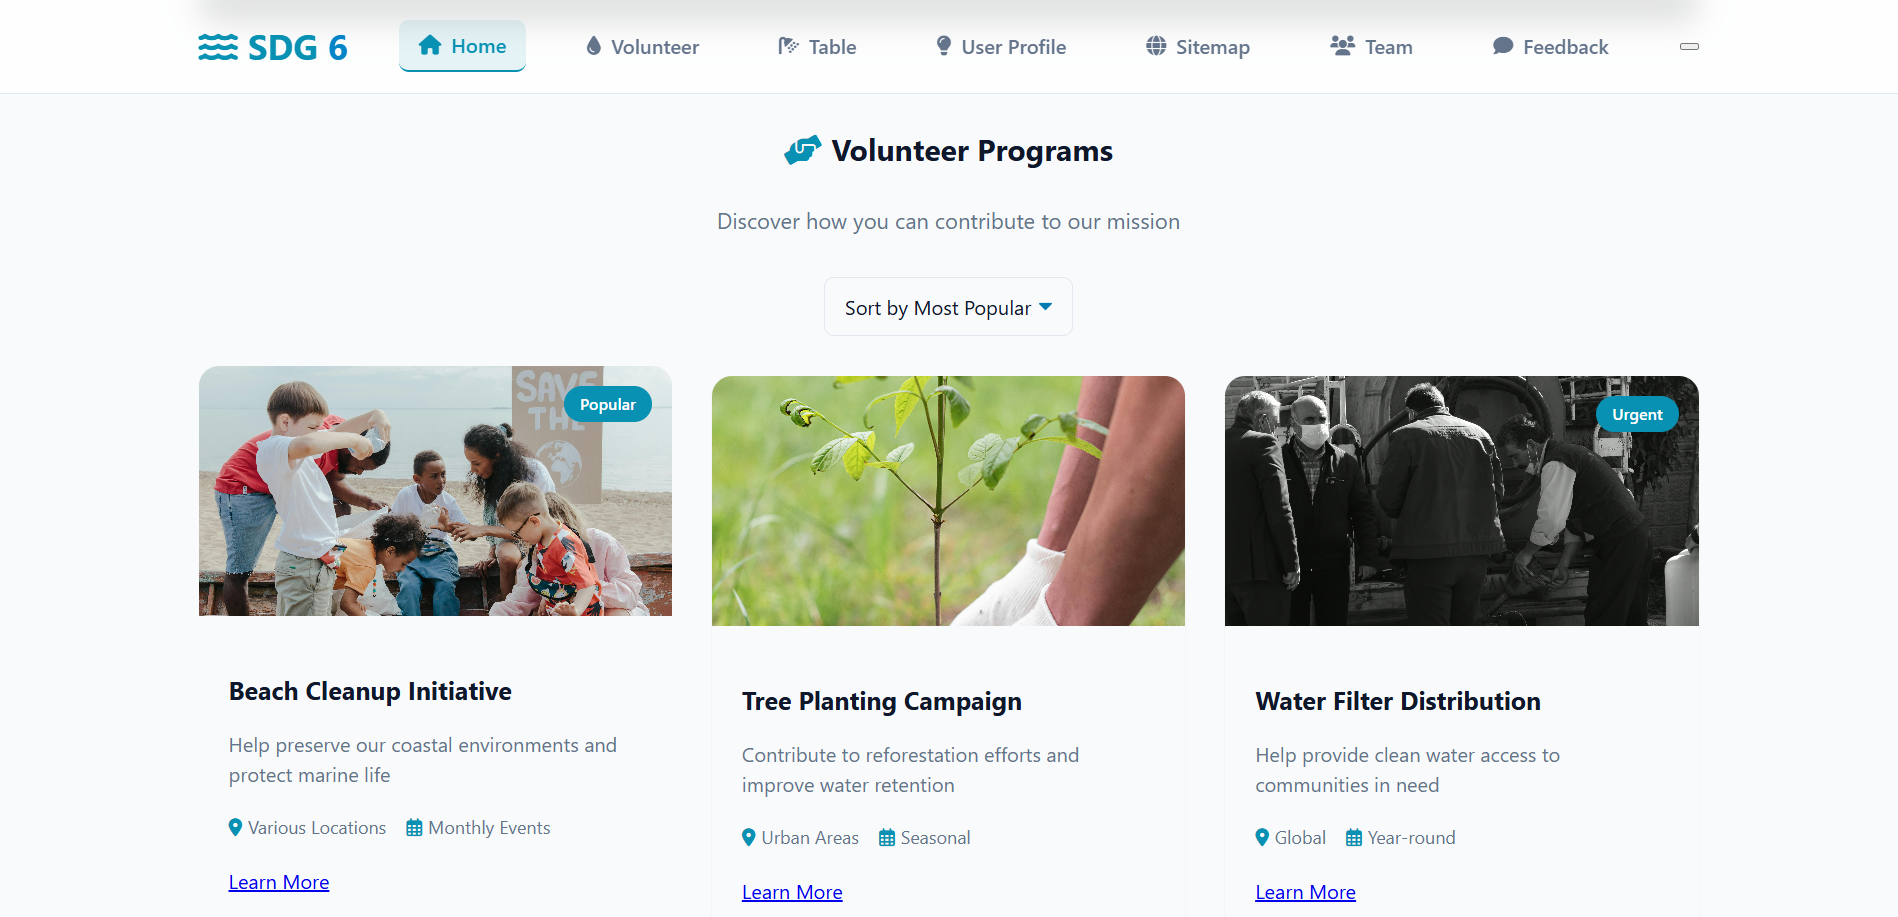 SDG 6
Home
Volunteer
Table
User Profile
Sitemap
Team
Feedback
Volunteer Programs
Discover how you can contribute to our mission
Sort by Most Popular
SAVE
THE
Popular
Urgent
Beach Cleanup Initiative
Help preserve our coastal environments and
protect marine life
Various Locations Monthly Events
Learn More
Tree Planting Campaign
Contribute to reforestation efforts and
improve water retention
Urban Areas Seasonal
Learn More
Water Filter Distribution
Help provide clean water access to
communities in need
Global Year-round
Learn More